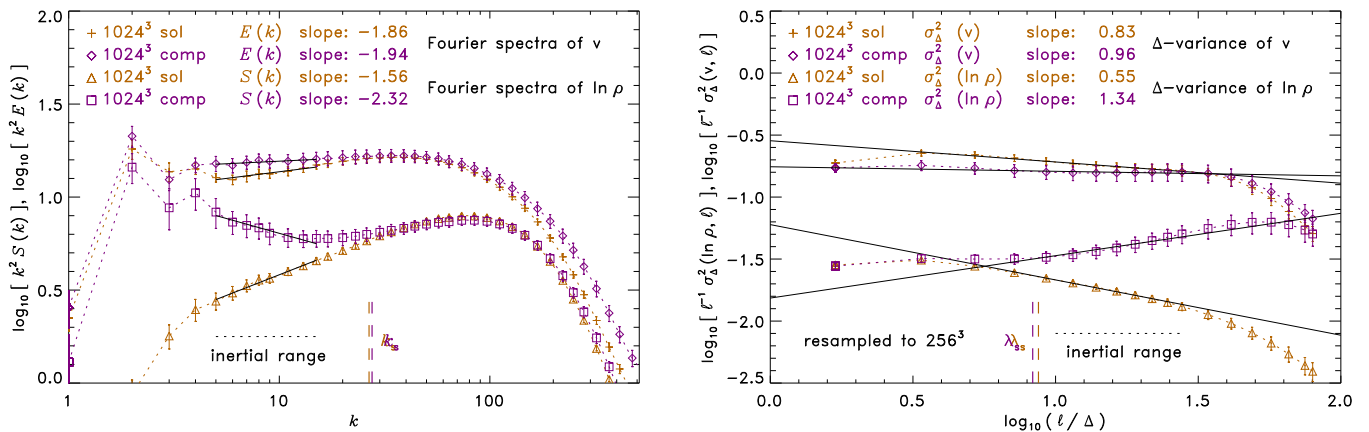 1024³ sol E(k) slope: −1.86
1024³ comp E(k) slope: −1.94
Fourier spectra of v
1024³ sol S(k) slope: −1.56
1024³ comp S(k) slope: −2.32
Fourier spectra of ln ρ
2.0
1.5
1.0
0.5
0.0
log₁₀ [ k² S(k) ], log₁₀ [ k² E(k) ]
inertial range
k_ss
1 10 100
k
1024³ sol σ²_Δ (v) slope: 0.83
1024³ comp σ²_Δ (v) slope: 0.96
Δ-variance of v
1024³ sol σ²_Δ (ln ρ) slope: 0.55
1024³ comp σ²_Δ (ln ρ) slope: 1.34
Δ-variance of ln ρ
0.5
0.0
−0.5
−1.0
−1.5
−2.0
−2.5
log₁₀ [ ℓ⁻¹ σ²_Δ(ln ρ, ℓ) ], log₁₀ [ ℓ⁻¹ σ²_Δ(v, ℓ) ]
resampled to 256³
λ_ss
inertial range
0.0 0.5 1.0 1.5 2.0
log₁₀ (ℓ/Δ)